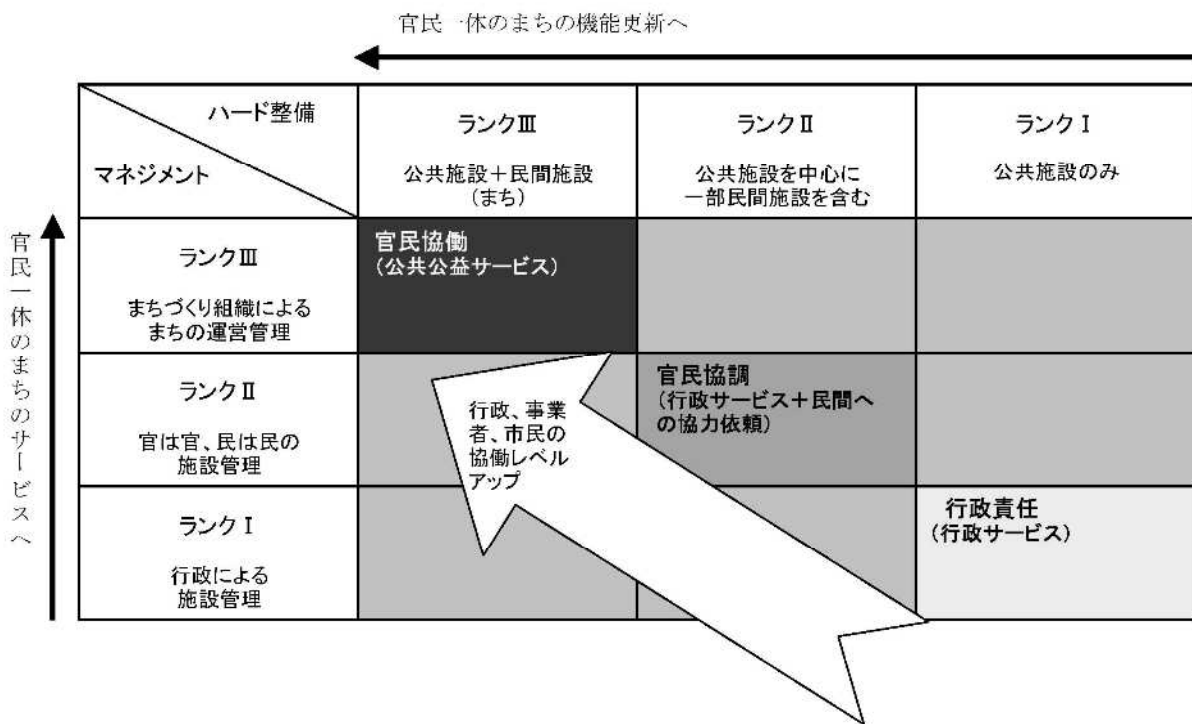 官民一体のまちの機能更新へ
ハード整備
マネジメント
ランクⅢ
公共施設＋民間施設
(まち)
ランクⅡ
公共施設を中心に
一部民間施設を含む
ランクⅠ
公共施設のみ
官民一体のまちのサービスへ
ランクⅢ
まちづくり組織による
まちの運営管理
官民協働
(公共公益サービス)
ランクⅡ
官は官、民は民の
施設管理
行政、事業
者、市民の
協働レベル
アップ
官民協調
(行政サービス＋民間へ
の協力依頼)
ランクⅠ
行政による
施設管理
行政責任
(行政サービス)